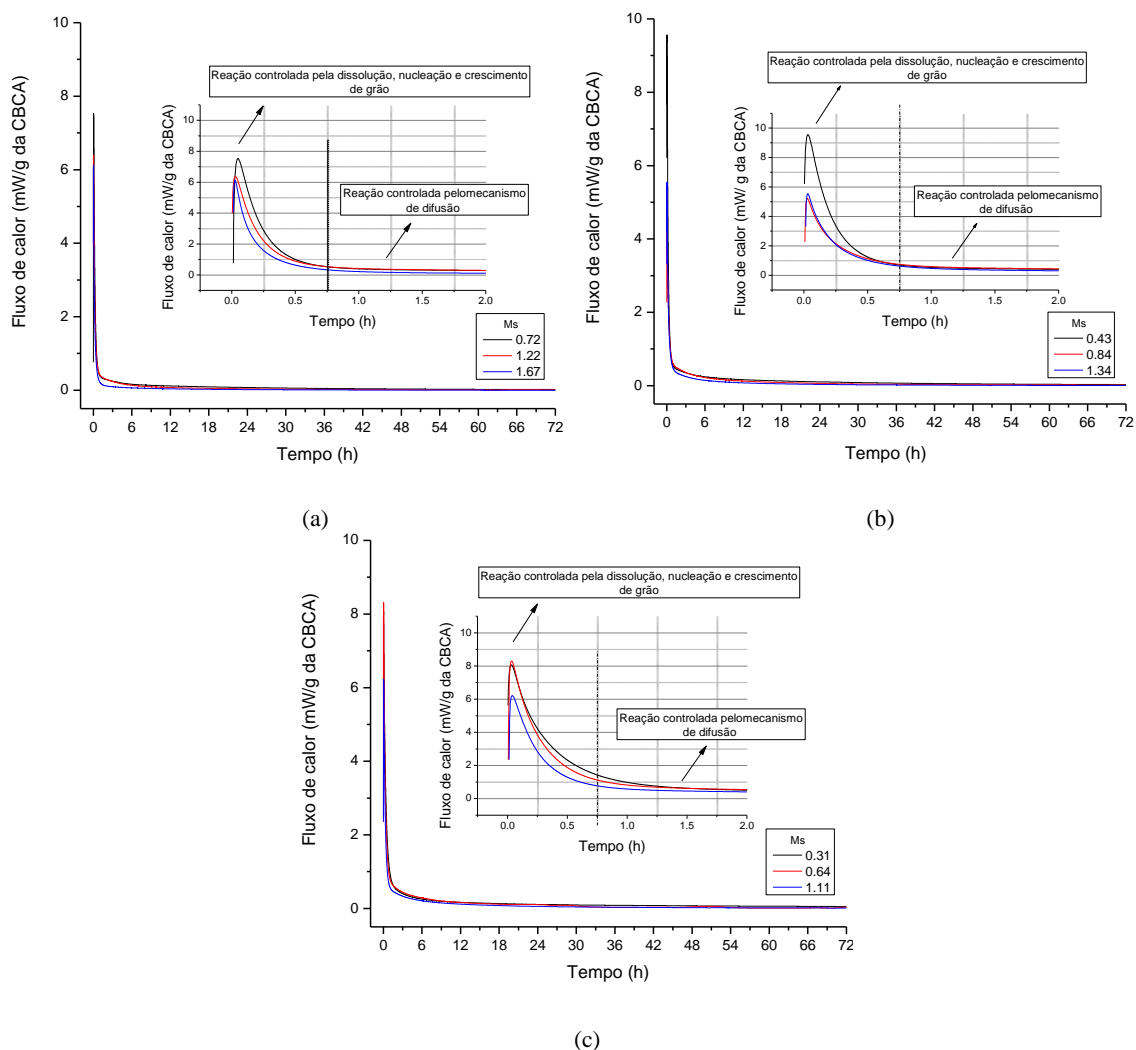 10
8
6
4
2
0
Fluxo de calor (mW/g da CBCA)
Reação controlada pela dissolução, nucleação e crescimento
de grão
10
8
6
4
2
0
Fluxo de calor (mW/g da CBCA)
Reação controlada pelomecanismo
de difusão
0.0 0.5 1.0 1.5 2.0
Tempo (h)
Ms
0.72
1.22
1.67
0 6 12 18 24 30 36 42 48 54 60 66 72
Tempo (h)
(a)
10
8
6
4
2
0
Fluxo de calor (mW/g da CBCA)
Reação controlada pela dissolução, nucleação e crescimento
de grão
10
8
6
4
2
0
Fluxo de calor (mW/ g da CBCA)
Reação controlada pelomecanismo
de difusão
0.0 0.5 1.0 1.5 2.0
Tempo (h)
Ms
0.43
0.84
1.34
0 6 12 18 24 30 36 42 48 54 60 66 72
Tempo (h)
(b)
10
8
6
4
2
0
Fluxo de calor (mW/g da CBCA)
Reação controlada pela dissolução, nucleação e crescimento
de grão
10
8
6
4
2
0
Fluxo de calor (mW/g da CBCA)
Reação controlada pelomecanismo
de difusão
0.0 0.5 1.0 1.5 2.0
Tempo (h)
Ms
0.31
0.64
1.11
0 6 12 18 24 30 36 42 48 54 60 66 72
Tempo (h)
(c)